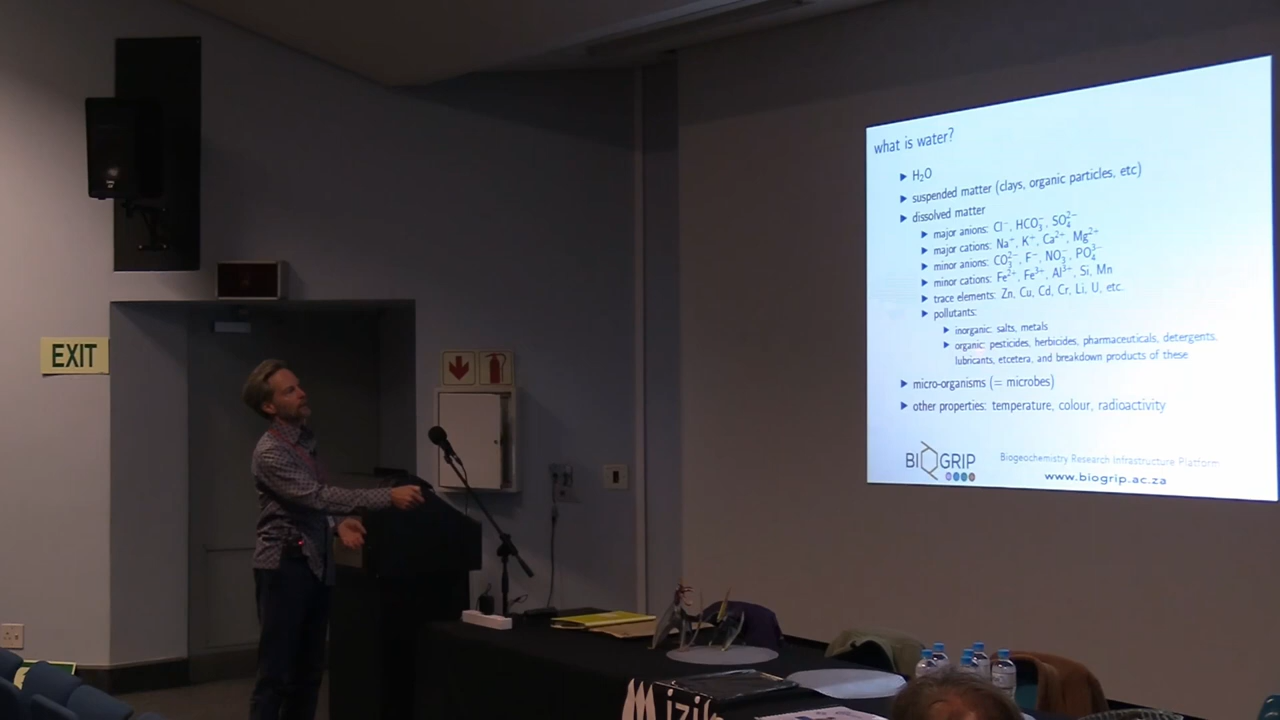 EXIT
what is water?
▶ H₂O
▶ suspended matter (clays, organic particles, etc)
▶ dissolved matter
▶ major anions: Cl⁻, HCO₃⁻, SO₄²⁻
▶ major cations: Na⁺, K⁺, Ca²⁺, Mg²⁺
▶ minor anions: CO₃²⁻, F⁻, NO₃⁻, PO₄³⁻
▶ minor cations: Fe²⁺, Fe³⁺, Al³⁺, Si, Mn
▶ trace elements: Zn, Cu, Cd, Cr, Li, U, etc.
▶ pollutants:
▶ inorganic: salts, metals
▶ organic: pesticides, herbicides, pharmaceuticals, detergents,
lubricants, etcetera, and breakdown products of these
▶ micro-organisms (= microbes)
▶ other properties: temperature, colour, radioactivity
BIOGRIP
Biogeochemistry Research Infrastructure Platform
www.biogrip.ac.za